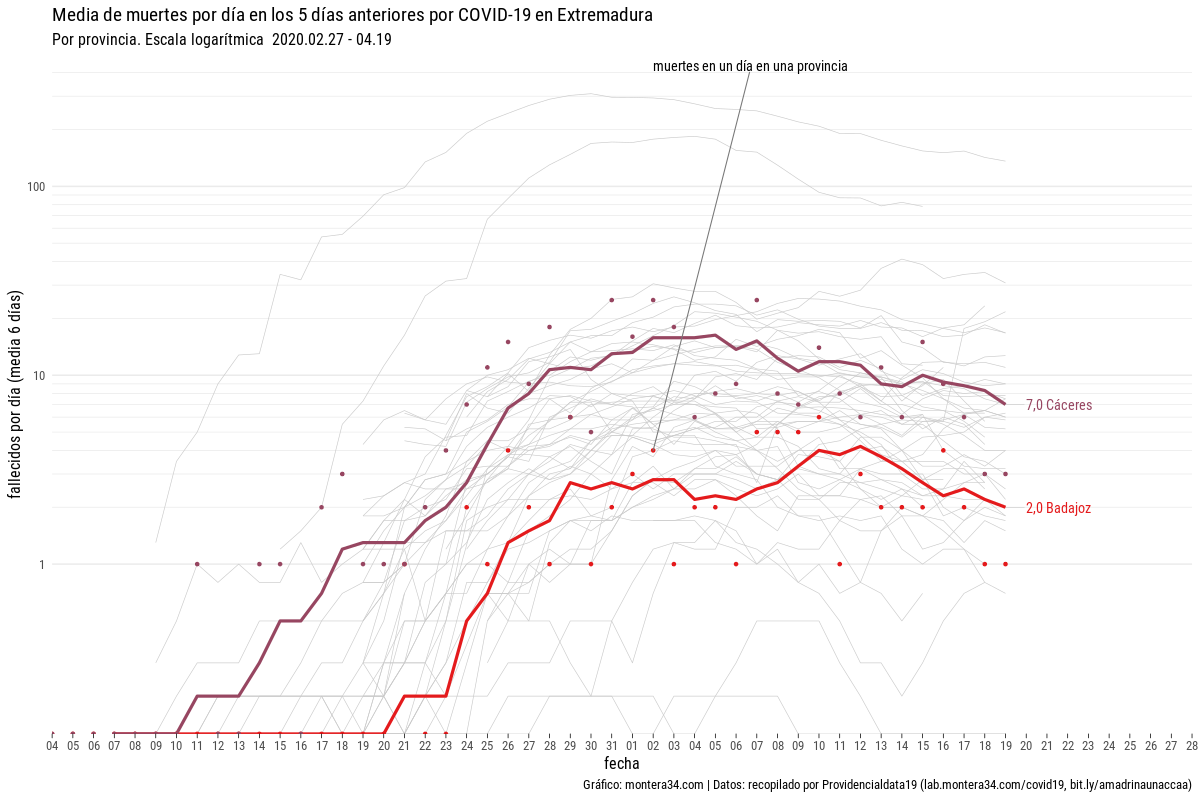 Media de muertes por día en los 5 días anteriores por COVID-19 en Extremadura
Por provincia. Escala logarítmica 2020.02.27 - 04.19
muertes en un día en una provincia
fallecidos por día (media 6 días)
100
10
1
7,0 Cáceres
2,0 Badajoz
04 05 06 07 08 09 10 11 12 13 14 15 16 17 18 19 20 21 22 23 24 25 26 27 28 29 30 31 01 02 03 04 05 06 07 08 09 10 11 12 13 14 15 16 17 18 19 20 21 22 23 24 25 26 27 28
fecha
Gráfico: montera34.com | Datos: recopilado por Providencialdata19 (lab.montera34.com/covid19, bit.ly/amadrinaunaccaa)